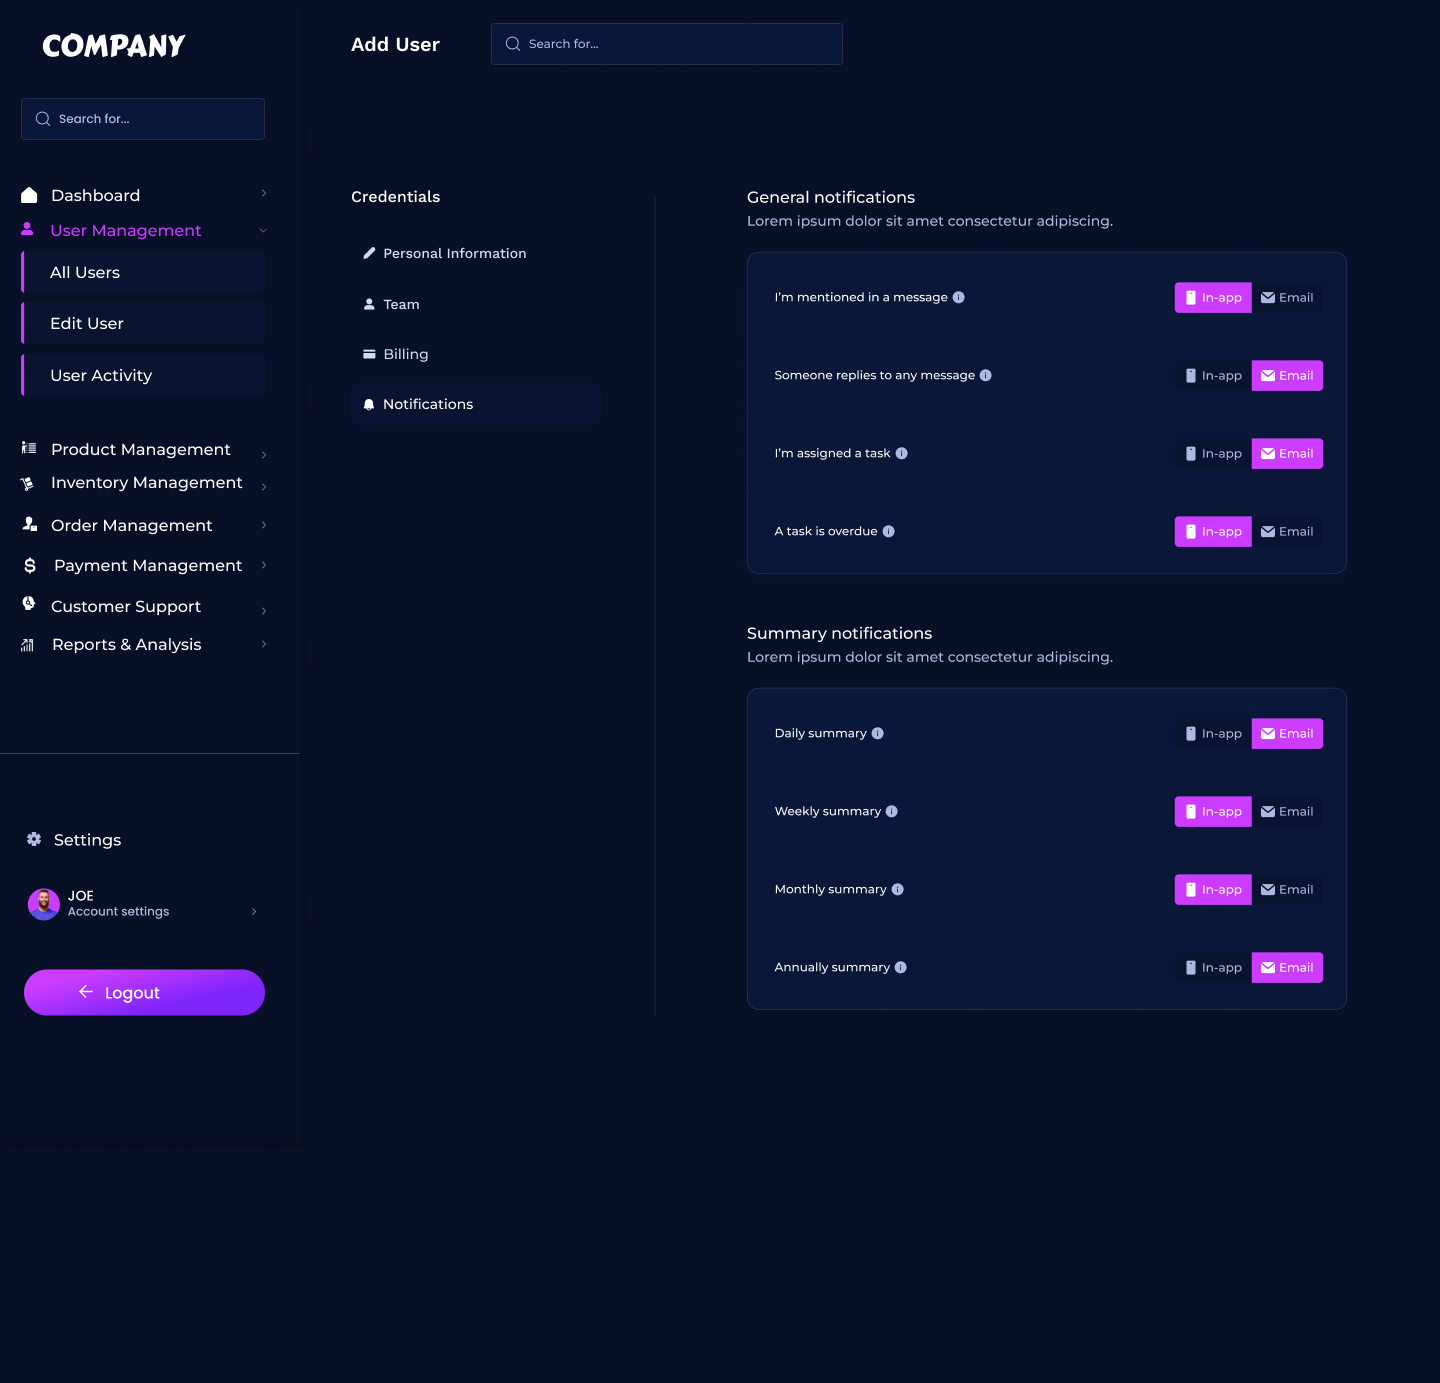 COMPANY
Search for...
Dashboard
User Management
All Users
Edit User
User Activity
Product Management
Inventory Management
Order Management
Payment Management
Customer Support
Reports & Analysis
Settings
JOE
Account settings
Logout
Add User
Search for...
Credentials
Personal Information
Team
Billing
Notifications
General notifications
Lorem ipsum dolor sit amet consectetur adipiscing.
I'm mentioned in a message In-app Email
Someone replies to any message In-app Email
I'm assigned a task In-app Email
A task is overdue In-app Email
Summary notifications
Lorem ipsum dolor sit amet consectetur adipiscing.
Daily summary In-app Email
Weekly summary In-app Email
Monthly summary In-app Email
Annually summary In-app Email